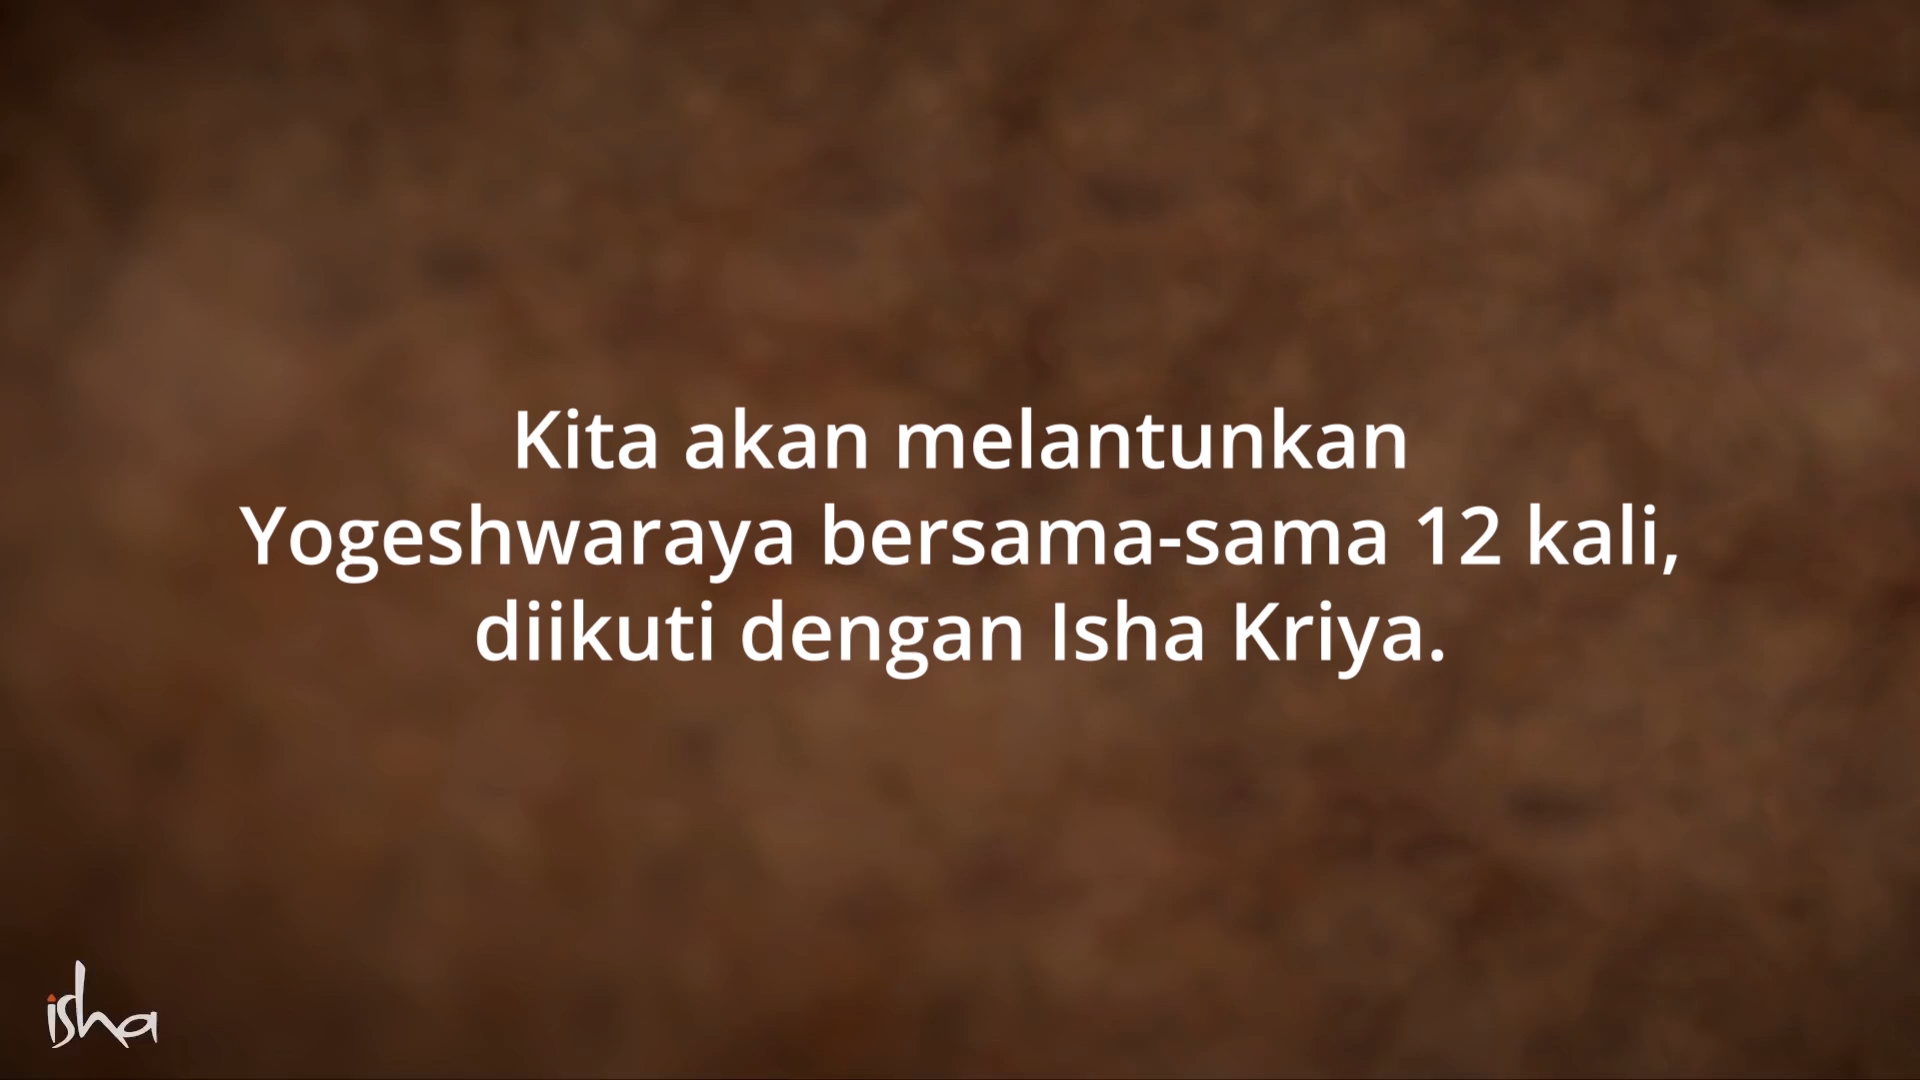 Kita akan melantunkan
Yogeshwaraya bersama-sama 12 kali,
diikuti dengan Isha Kriya.
isha